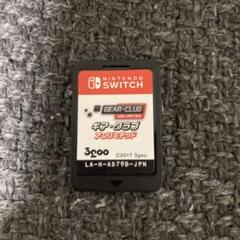 NINTENDO
SWITCH
GEAR·CLUB
UNLIMITED
ギア・クラブ
アンリミテッド
3goo
©2017 3goo.
LA-H-AD79B-JPN